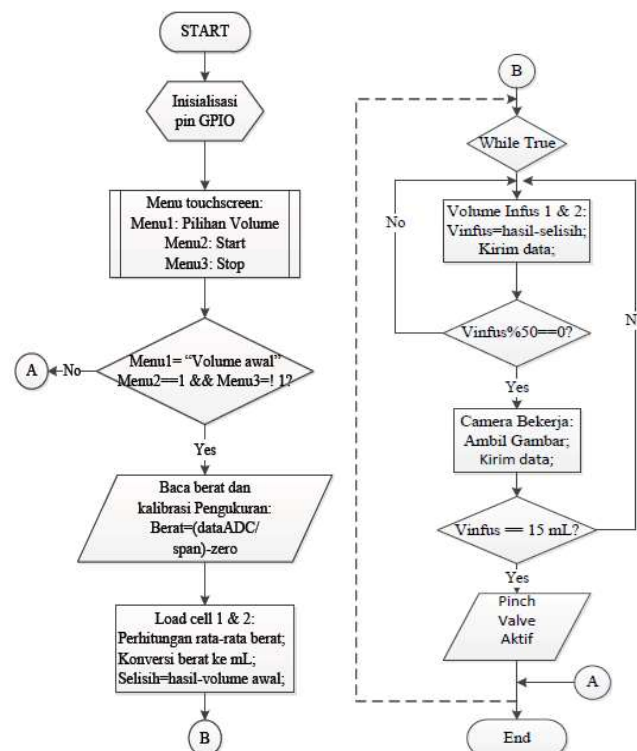 START
Inisialisasi
pin GPIO
Menu touchscreen:
Menu1: Pilihan Volume
Menu2: Start
Menu3: Stop
A
No
Menu1= “Volume awal”
Menu2==1 && Menu3=! 1?
Yes
Baca berat dan
kalibrasi Pengukuran:
Berat=(dataADC/
span)-zero
Load cell 1 & 2:
Perhitungan rata-rata berat;
Konversi berat ke mL;
Selisih=hasil-volume awal;
B
B
While True
No
Volume Infus 1 & 2:
Vinfus=hasil-selisih;
Kirim data;
Vinfus%50==0?
N
Yes
Camera Bekerja:
Ambil Gambar;
Kirim data;
Vinfus == 15 mL?
Yes
Pinch
Valve
Aktif
A
End